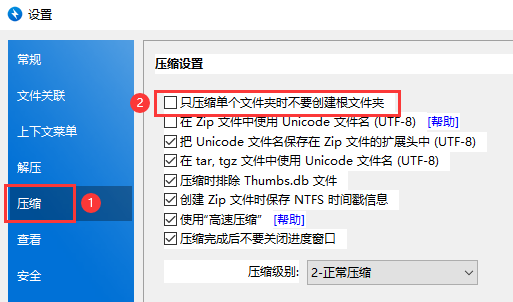 设置
常规
文件关联
上下文菜单
解压
压缩
1
查看
安全
压缩设置
2
只压缩单个文件夹时不要创建根文件夹
在 Zip 文件中使用 Unicode 文件名 (UTF-8) [帮助]
把 Unicode 文件名保存在 Zip 文件的扩展头中 (UTF-8)
在 tar, tgz 文件中使用 Unicode 文件名 (UTF-8)
压缩时排除 Thumbs.db 文件
创建 Zip 文件时保存 NTFS 时间戳信息
使用“高速压缩” [帮助]
压缩完成后不要关闭进度窗口
压缩级别: 2-正常压缩